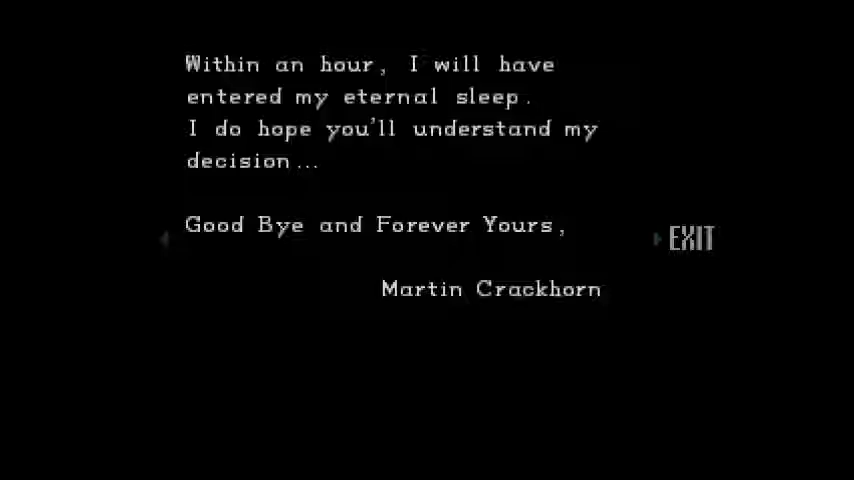 Within an hour, I will have
entered my eternal sleep.
I do hope you'll understand my
decision...
Good Bye and Forever Yours,
EXIT
Martin Crackhorn